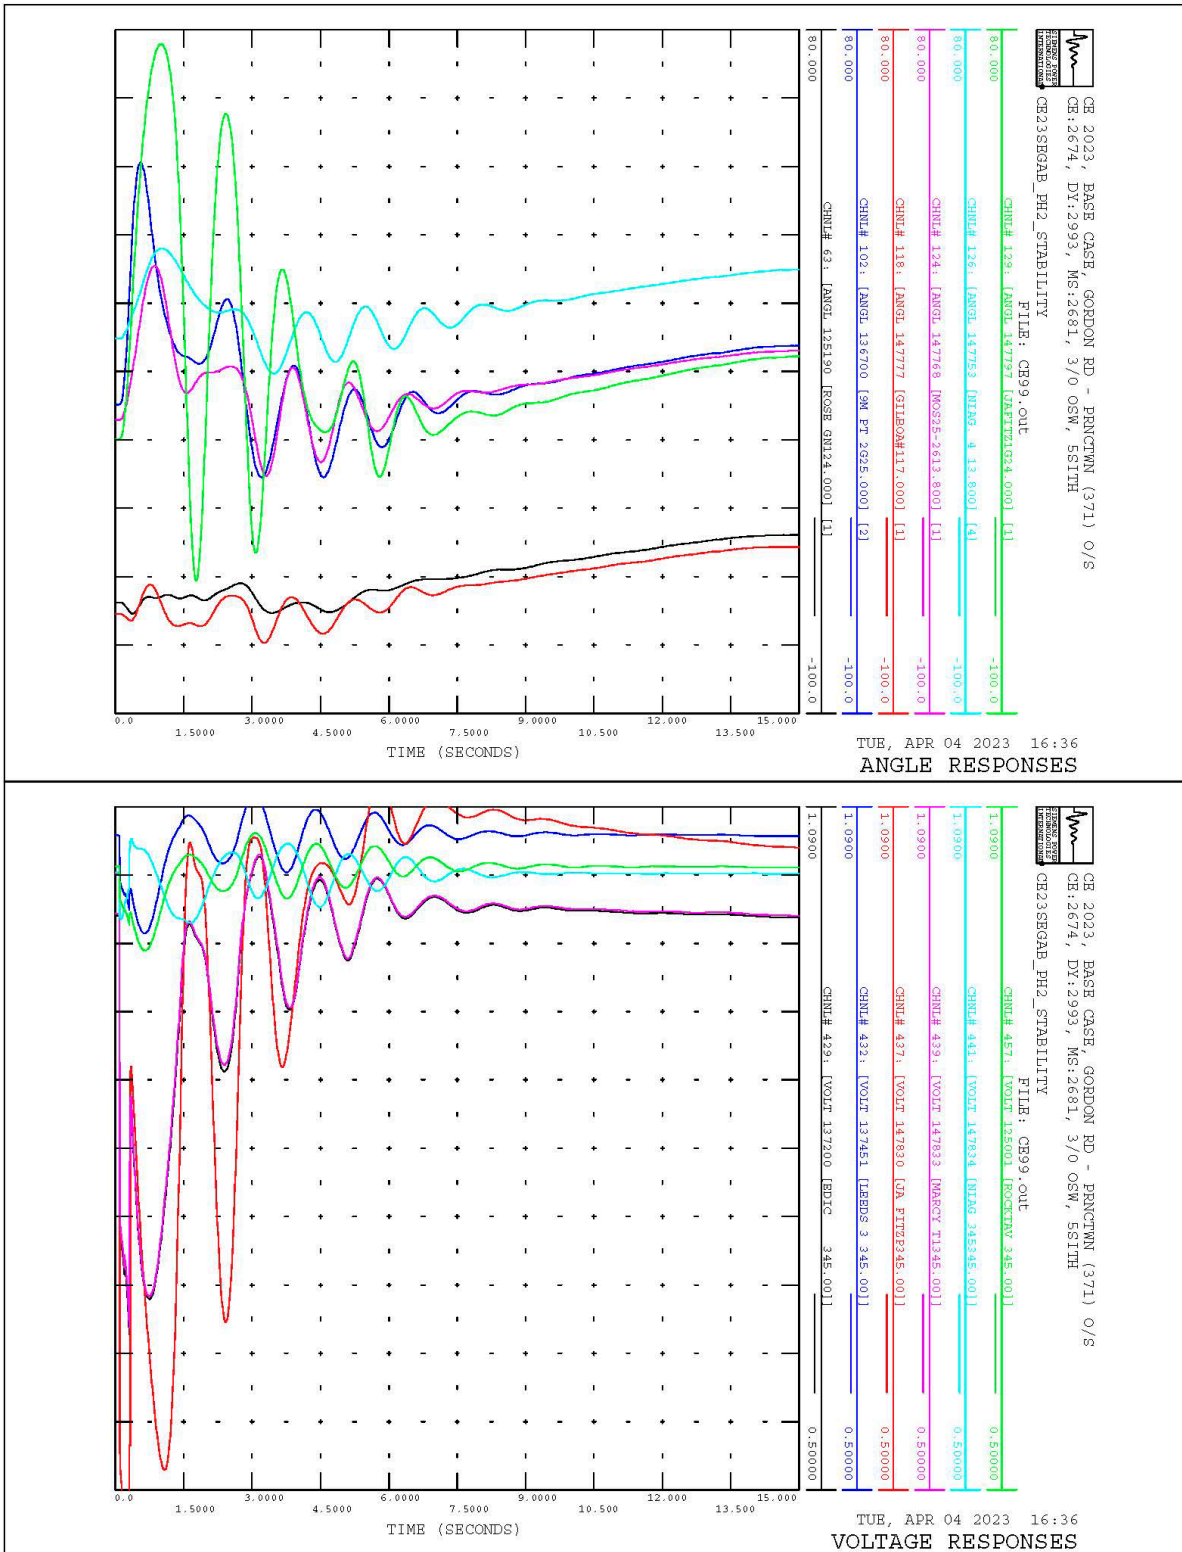 SIEMENS POWER
TECHNOLOGIES
INTERNATIONAL
CE 2023, BASE CASE, GORDON RD - PRNCTWN (371) O/S
CE:2674, DY:2993, MS:2681, 3/0 OSW, 5SITH
CE23SEGAB_PH2_STABILITY
FILE: CE99.out
CHNL# 129: [ANGL 147797 [JAFITZ1G24.000] [1]
80.000 -100.0
CHNL# 126: [ANGL 147753 [NIAG. 4 13.800] [4]
80.000 -100.0
CHNL# 124: [ANGL 147768 [MOS25-2613.800] [1]
80.000 -100.0
CHNL# 118: [ANGL 147777 [GILBOA#117.000] [1]
80.000 -100.0
CHNL# 102: [ANGL 136700 [9M PT 2G25.000] [2]
80.000 -100.0
CHNL# 63: [ANGL 125190 [ROSE GN124.000] [1]
80.000 -100.0
0.0 1.5000 3.0000 4.5000 6.0000 7.5000 9.0000 10.500 12.000 13.500 15.000
TIME (SECONDS)
TUE, APR 04 2023 16:36
ANGLE RESPONSES
SIEMENS POWER
TECHNOLOGIES
INTERNATIONAL
CE 2023, BASE CASE, GORDON RD - PRNCTWN (371) O/S
CE:2674, DY:2993, MS:2681, 3/0 OSW, 5SITH
CE23SEGAB_PH2_STABILITY
FILE: CE99.out
CHNL# 457: [VOLT 125001 [ROCKTAV 345.00]]
1.0900 0.50000
CHNL# 441: [VOLT 147834 [NIAG 345345.00]]
1.0900 0.50000
CHNL# 439: [VOLT 147833 [MARCY T1345.00]]
1.0900 0.50000
CHNL# 437: [VOLT 147830 [JA FITZP345.00]]
1.0900 0.50000
CHNL# 432: [VOLT 137451 [LEEDS 3 345.00]]
1.0900 0.50000
CHNL# 429: [VOLT 137200 [EDIC 345.00]]
1.0900 0.50000
0.0 1.5000 3.0000 4.5000 6.0000 7.5000 9.0000 10.500 12.000 13.500 15.000
TIME (SECONDS)
TUE, APR 04 2023 16:36
VOLTAGE RESPONSES